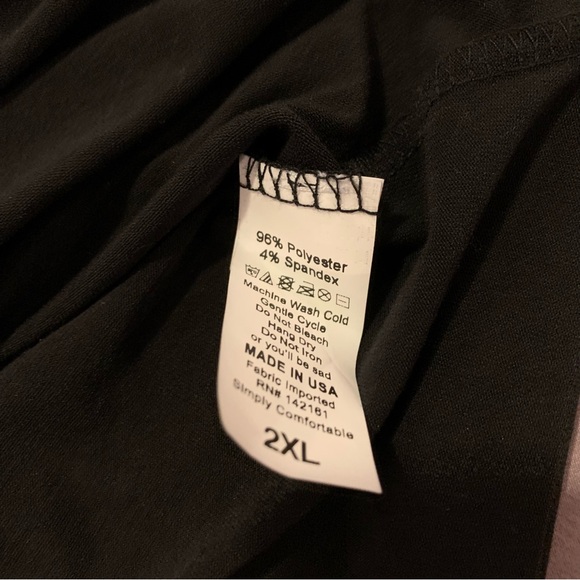 96% Polyester
4% Spandex
Machine Wash Cold
Gentle Cycle
Do Not Bleach
Hang Dry
Do Not Iron
or you'll be sad
MADE IN USA
Fabric Imported
RN# 142161
Simply Comfortable
2XL